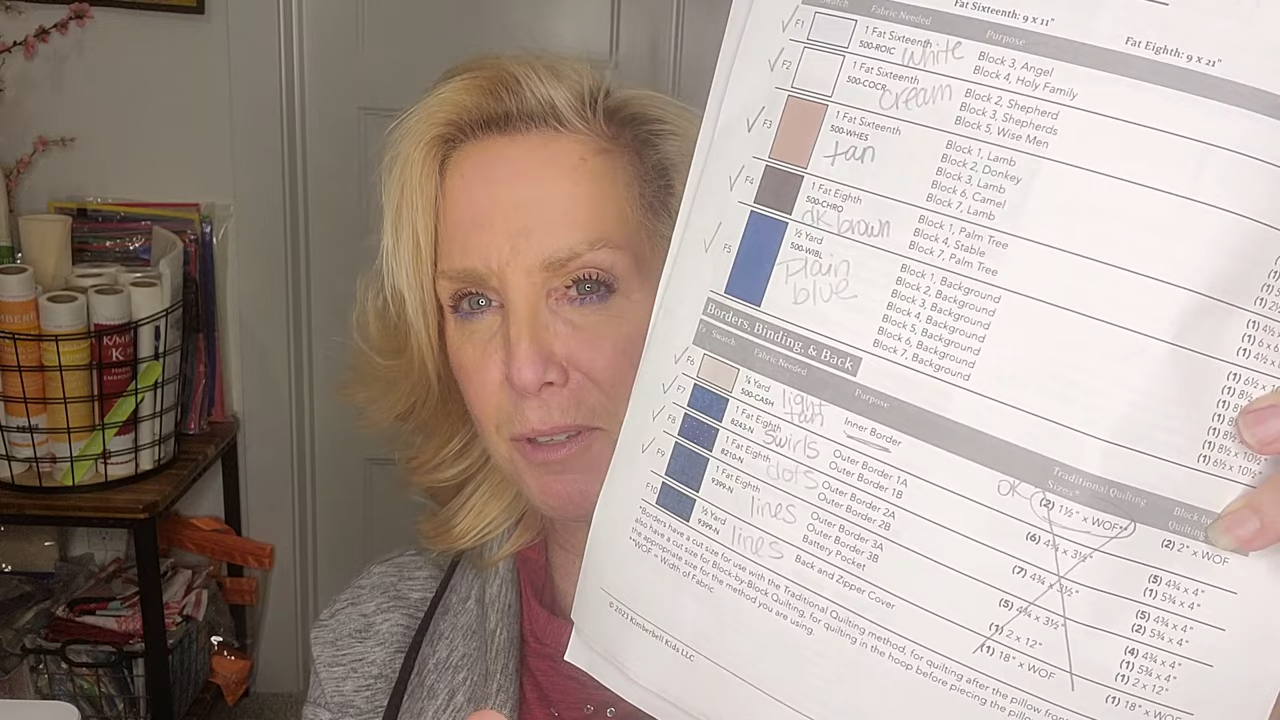 Fat Sixteenth: 9 x 11"
Fat Eighth: 9 x 21"
Swatch Fabric Needed Purpose
F1 1 Fat Sixteenth 500-ROIC white Block 3, Angel
Block 4, Holy Family
F2 1 Fat Sixteenth 500-COCR cream Block 2, Shepherd
Block 3, Shepherds
Block 5, Wise Men
F3 1 Fat Sixteenth 500-WHES tan Block 1, Lamb
Block 2, Donkey
Block 3, Lamb
Block 6, Camel
Block 7, Lamb
F4 1 Fat Eighth 500-CHRO dk brown Block 1, Palm Tree
Block 4, Stable
Block 7, Palm Tree
F5 ½ Yard 500-WIBL plain blue Block 1, Background
Block 2, Background
Block 3, Background
Block 4, Background
Block 5, Background
Block 6, Background
Block 7, Background
(1) 6½
(1) 8½
(1) 8½
(1) 8½ x 10½
(1) 6½ x 10½"
Borders, Binding, & Back
Swatch Fabric Needed Purpose Traditional Quilting Sizes* Block-by Quilting
F6 ¼ Yard 500-CASH light tan Inner Border OK (2) 1½" x WOF** (2) 2" x WOF
F7 1 Fat Eighth 8243-N swirls Outer Border 1A (6) 4¾ x 3½" (5) 4¾ x 4"
Outer Border 1B (1) 5¾ x 4"
F8 1 Fat Eighth 8210-N dots Outer Border 2A (7) 4¾ x 3½" (5) 4¾ x 4"
Outer Border 2B (2) 5¾ x 4"
F9 1 Fat Eighth 9399-N lines Outer Border 3A (5) 4¾ x 3½" (4) 4¾ x 4"
Outer Border 3B (1) 5¾ x 4"
Battery Pocket (1) 2 x 12" (1) 2 x 12"
F10 ½ Yard 9399-N lines Back and Zipper Cover (1) 18" x WOF (1) 18" x WOF
*Borders have a cut size for use with the Traditional Quilting method, for quilting after the pillow front
also have a cut size for Block-by-Block Quilting, for quilting in the hoop before piecing the pillow
the appropriate size for the method you are using.
**WOF = Width of Fabric
© 2023 Kimberbell Kids LLC